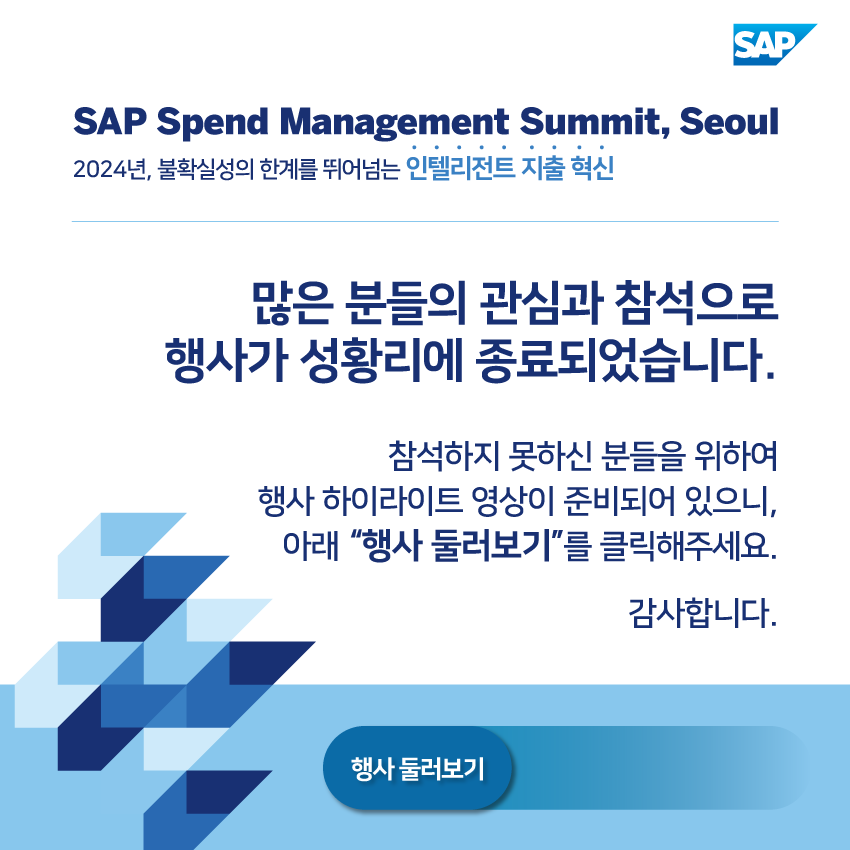 SAP
SAP Spend Management Summit, Seoul
2024년, 불확실성의 한계를 뛰어넘는 인텔리전트 지출 혁신
많은 분들의 관심과 참석으로
행사가 성황리에 종료되었습니다.
참석하지 못하신 분들을 위하여
행사 하이라이트 영상이 준비되어 있으니,
아래 “행사 둘러보기”를 클릭해주세요.
감사합니다.
행사 둘러보기